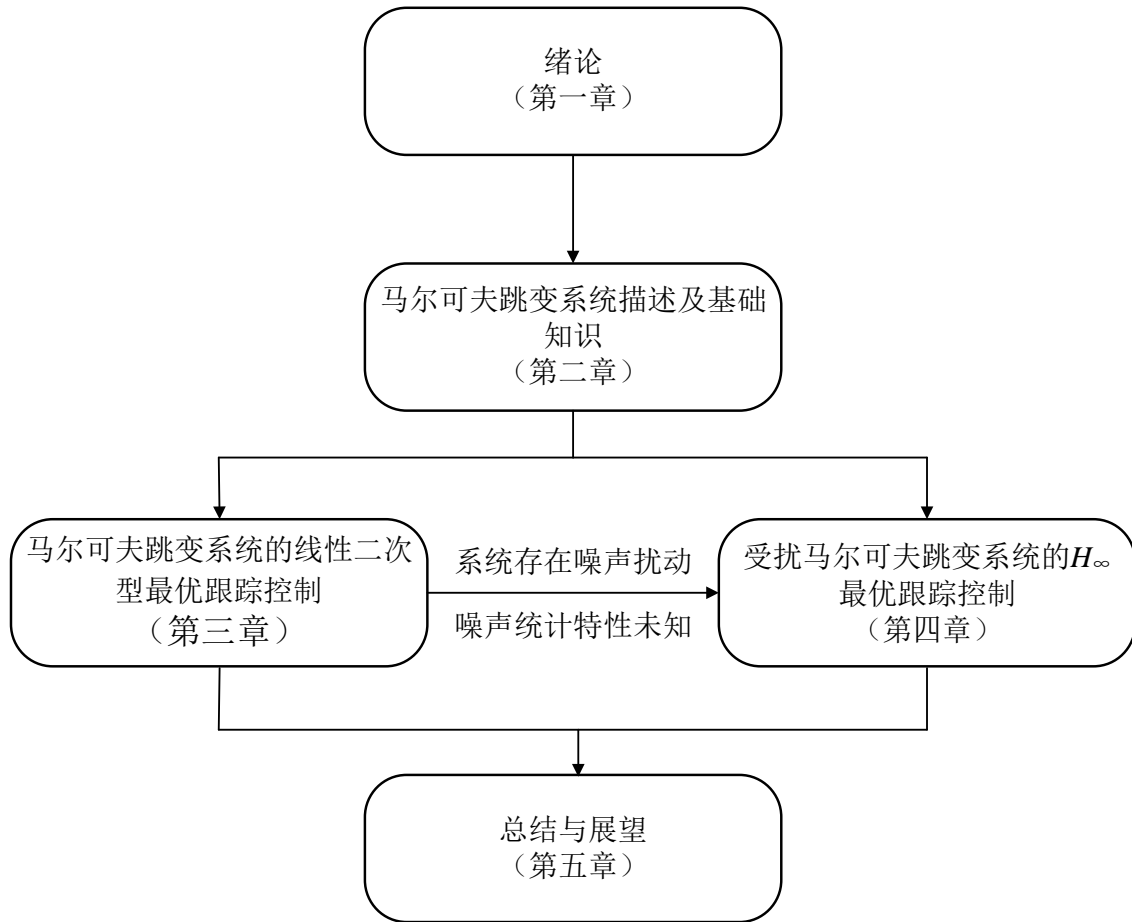 绪论
（第一章）
马尔可夫跳变系统描述及基础
知识
（第二章）
马尔可夫跳变系统的线性二次
型最优跟踪控制
（第三章）
系统存在噪声扰动
噪声统计特性未知
受扰马尔可夫跳变系统的H∞
最优跟踪控制
（第四章）
总结与展望
（第五章）